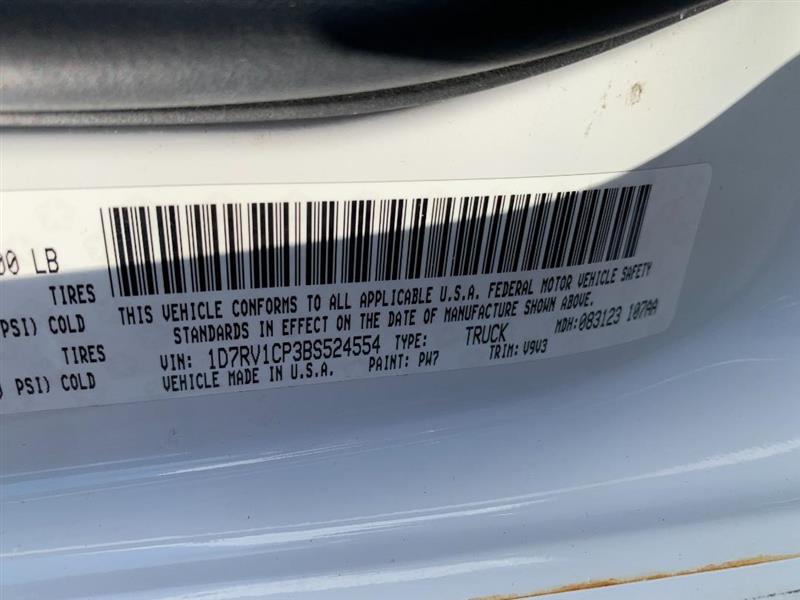 00 LB
TIRES
PSI) COLD
TIRES
PSI) COLD
THIS VEHICLE CONFORMS TO ALL APPLICABLE U.S.A. FEDERAL MOTOR VEHICLE SAFETY
STANDARDS IN EFFECT ON THE DATE OF MANUFACTURE SHOWN ABOVE.
VIN: 1D7RV1CP3BS524554 TYPE: TRUCK MDH:083123 107AA
VEHICLE MADE IN U.S.A. PAINT: PW7 TRIM: V9V3